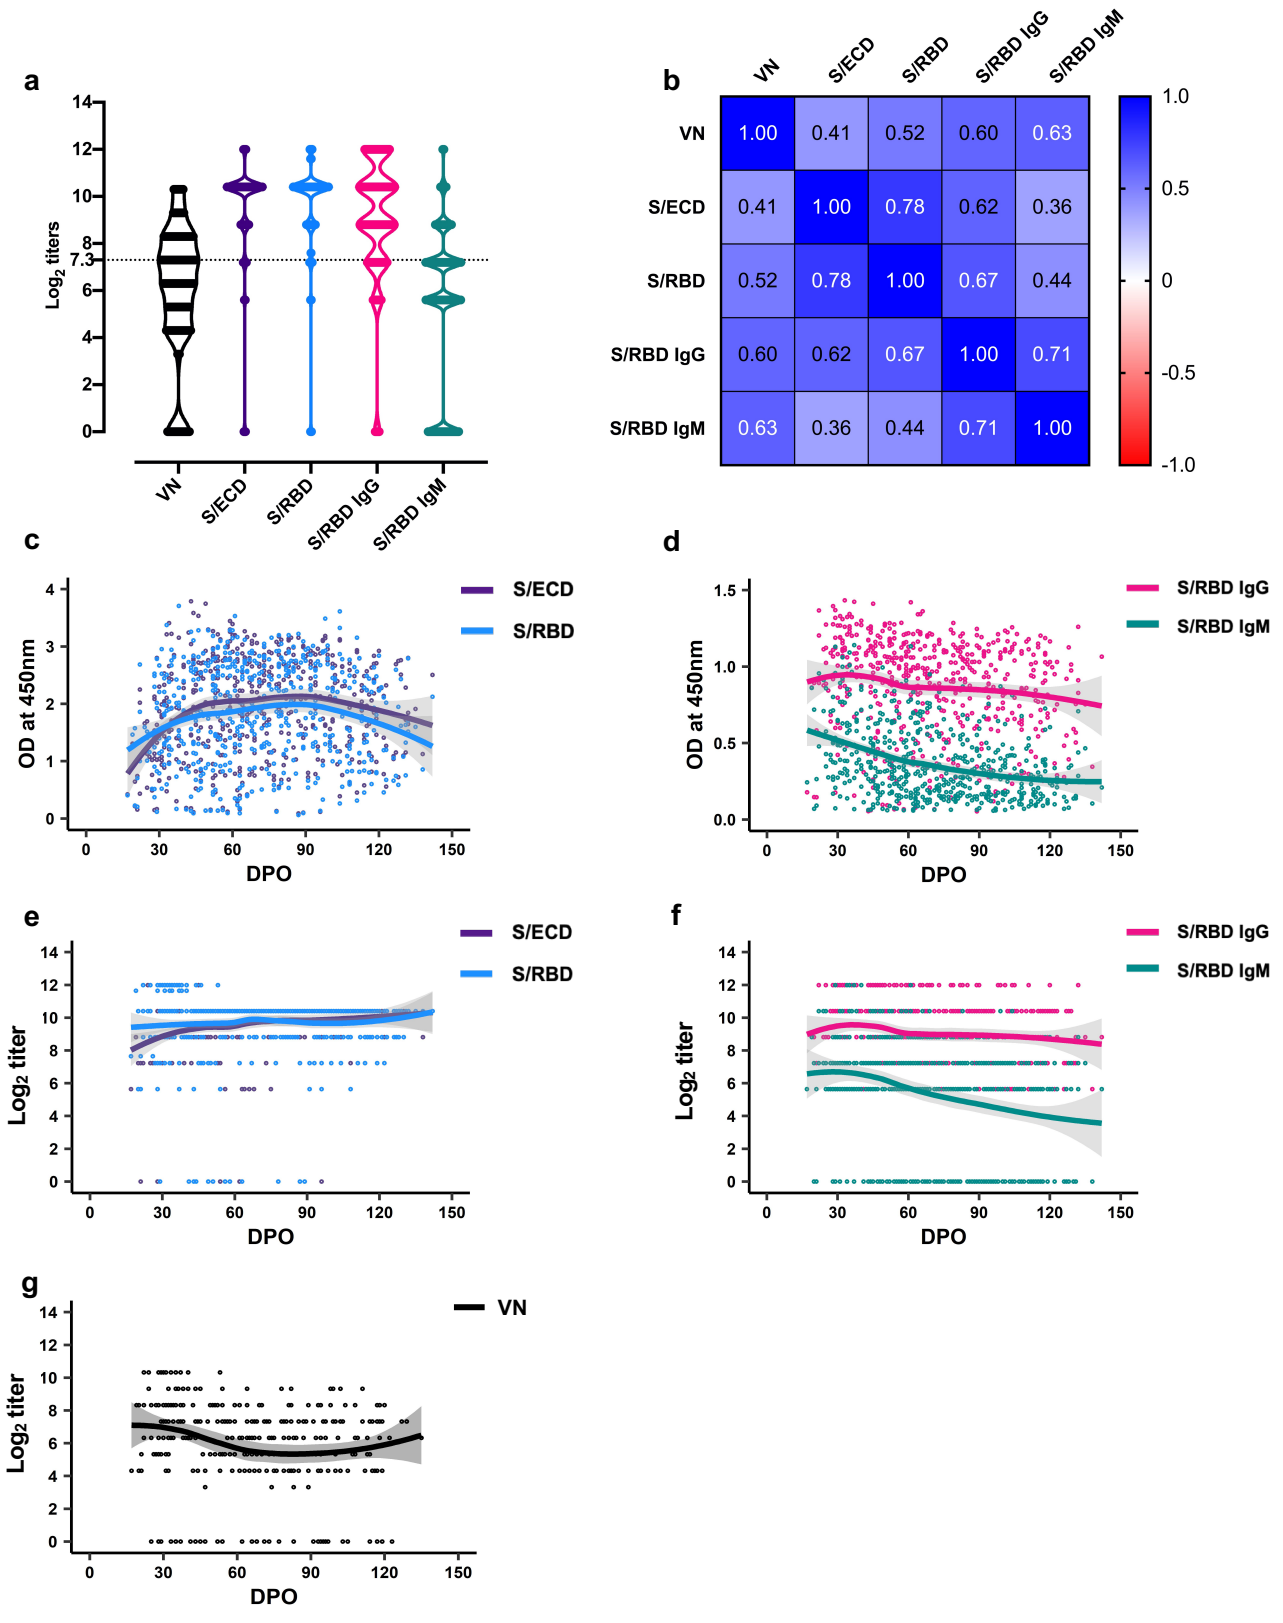 a
14
12
10
8
7.3
6
4
2
0
Log2 titers
VN
S/ECD
S/RBD
S/RBD IgG
S/RBD IgM
b
VN
S/ECD
S/RBD
S/RBD IgG
S/RBD IgM
VN 1.00 0.41 0.52 0.60 0.63
S/ECD 0.41 1.00 0.78 0.62 0.36
S/RBD 0.52 0.78 1.00 0.67 0.44
S/RBD IgG 0.60 0.62 0.67 1.00 0.71
S/RBD IgM 0.63 0.36 0.44 0.71 1.00
1.0
0.5
0
-0.5
-1.0
c
S/ECD
S/RBD
4
3
2
1
0
OD at 450nm
0 30 60 90 120 150
DPO
d
S/RBD IgG
S/RBD IgM
1.5
1.0
0.5
0.0
OD at 450nm
0 30 60 90 120 150
DPO
e
S/ECD
S/RBD
14
12
10
8
6
4
2
0
Log2 titer
0 30 60 90 120 150
DPO
f
S/RBD IgG
S/RBD IgM
14
12
10
8
6
4
2
0
Log2 titer
0 30 60 90 120 150
DPO
g
VN
14
12
10
8
6
4
2
0
Log2 titer
0 30 60 90 120 150
DPO